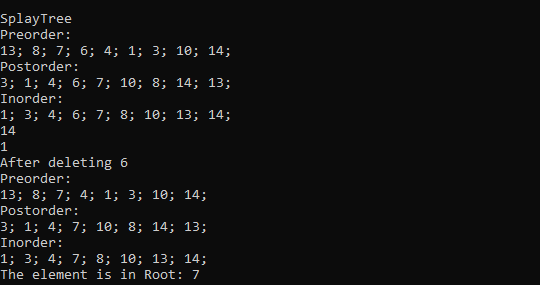 SplayTree
Preorder:
13; 8; 7; 6; 4; 1; 3; 10; 14;
Postorder:
3; 1; 4; 6; 7; 10; 8; 14; 13;
Inorder:
1; 3; 4; 6; 7; 8; 10; 13; 14;
14
1
After deleting 6
Preorder:
13; 8; 7; 4; 1; 3; 10; 14;
Postorder:
3; 1; 4; 7; 10; 8; 14; 13;
Inorder:
1; 3; 4; 7; 8; 10; 13; 14;
The element is in Root: 7